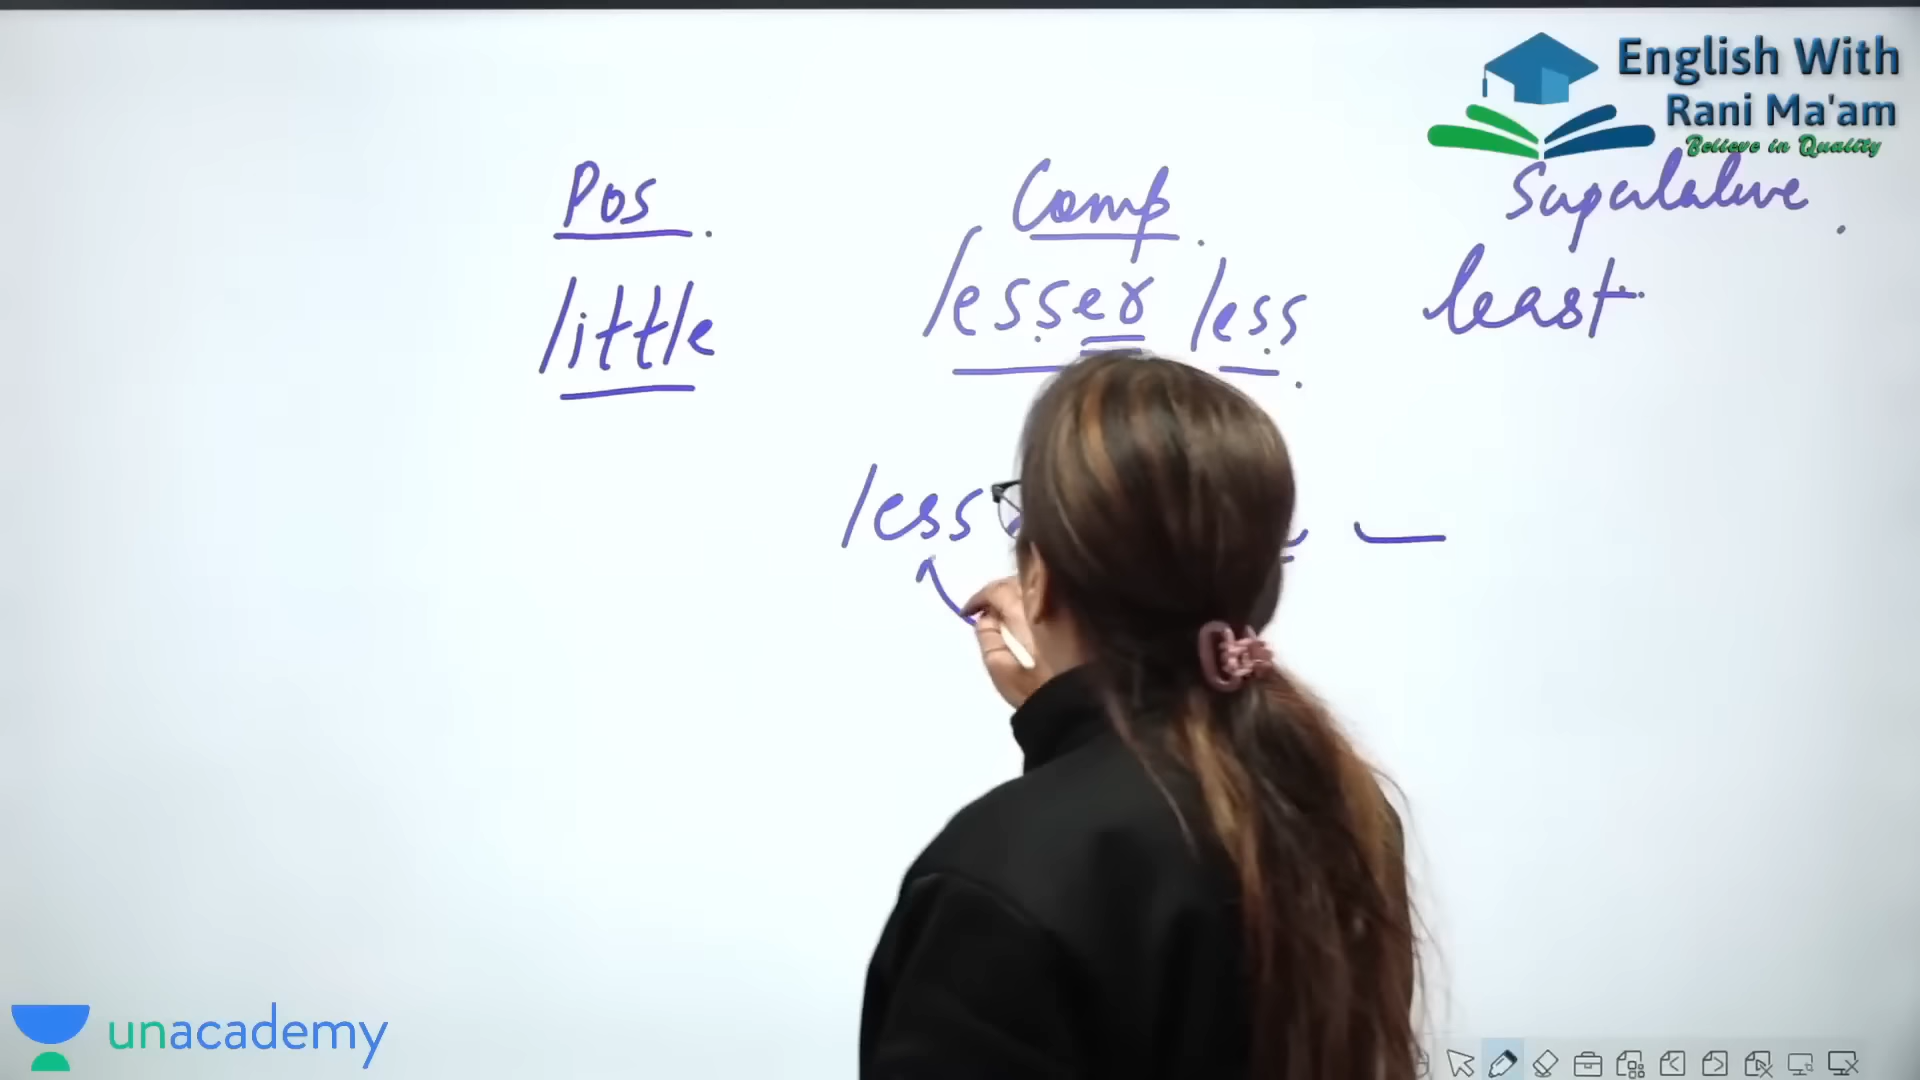 English With
Rani Ma'am
Believe in Quality
Pos. Comp. Superlative.
little lesser less. least
less
unacademy